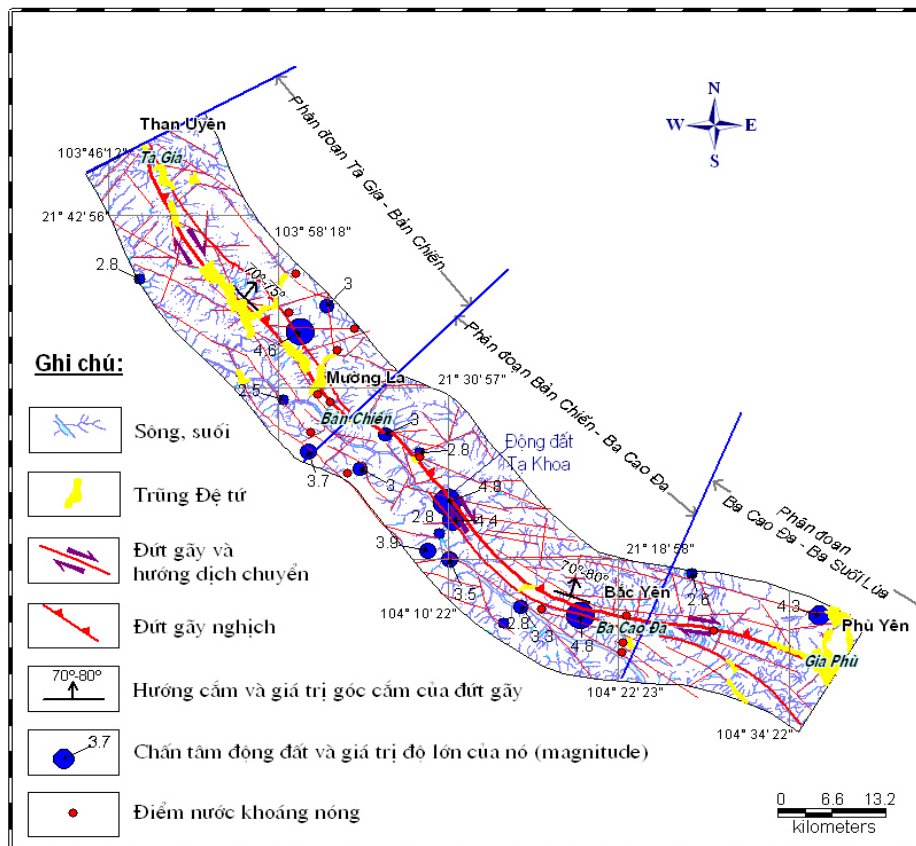 N
W
E
S
Than Uyên
103° 46' 12"
Ta Gia
Phân đoạn Ta Gia - Bản Chiến
21° 42' 56"
103° 58' 18"
2.8
70°-75°
3
4.6
Mường La
2.5
Bản Chiến
21° 30' 57"
Phân đoạn Bản Chiến - Ba Cao Đa
3
2.8
Động đất
Ta Khoa
3.7
3
4.9
2.8
4.4
3.9
3.5
104° 10' 22"
70°-80°
21° 18' 58"
Phân đoạn
Ba Cao Đa - Ba Suối Lúa
2.6
Bắc Yên
Ba Cao Đa
2.8
3.3
4.8
4.3
Phù Yên
Gia Phù
104° 22' 23"
104° 34' 22"
Ghi chú:
Sông, suối
Trũng Đệ tứ
Đứt gãy và
hướng dịch chuyển
Đứt gãy nghịch
70°-80°
Hướng cắm và giá trị góc cắm của đứt gãy
3.7
Chấn tâm động đất và giá trị độ lớn của nó (magnitude)
Điểm nước khoáng nóng
0 6.6 13.2
kilometers